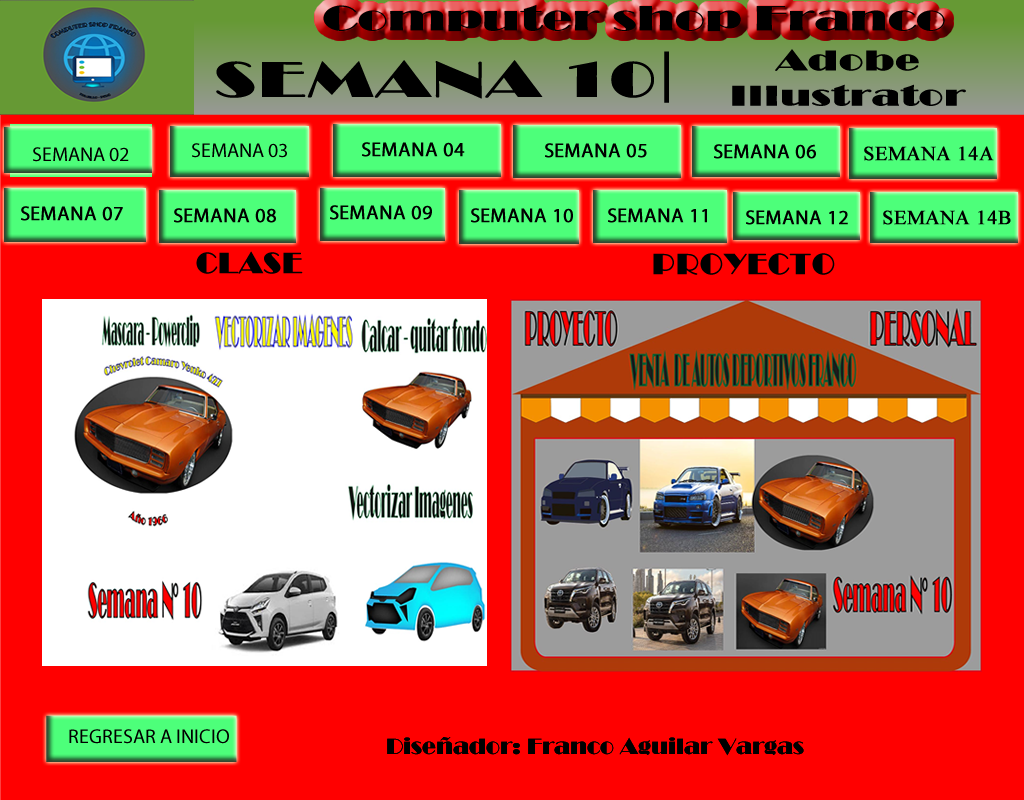 COMPUTER SHOP FRANCO
Computer shop Franco
SEMANA 10|
Adobe
Illustrator
SEMANA 02
SEMANA 03
SEMANA 04
SEMANA 05
SEMANA 06
SEMANA 14A
SEMANA 07
SEMANA 08
SEMANA 09
SEMANA 10
SEMANA 11
SEMANA 12
SEMANA 14B
CLASE
PROYECTO
Mascara - Powerclip
VECTORIZAR IMAGENES
Calcar - quitar fondo
Chevrolet Camaro
Año 1966
Vectorizar Imagenes
Semana N° 10
PROYECTO
PERSONAL
VENTA DE AUTOS DEPORTIVOS FRANCO
Semana N° 10
REGRESAR A INICIO
Diseñador: Franco Aguilar Vargas